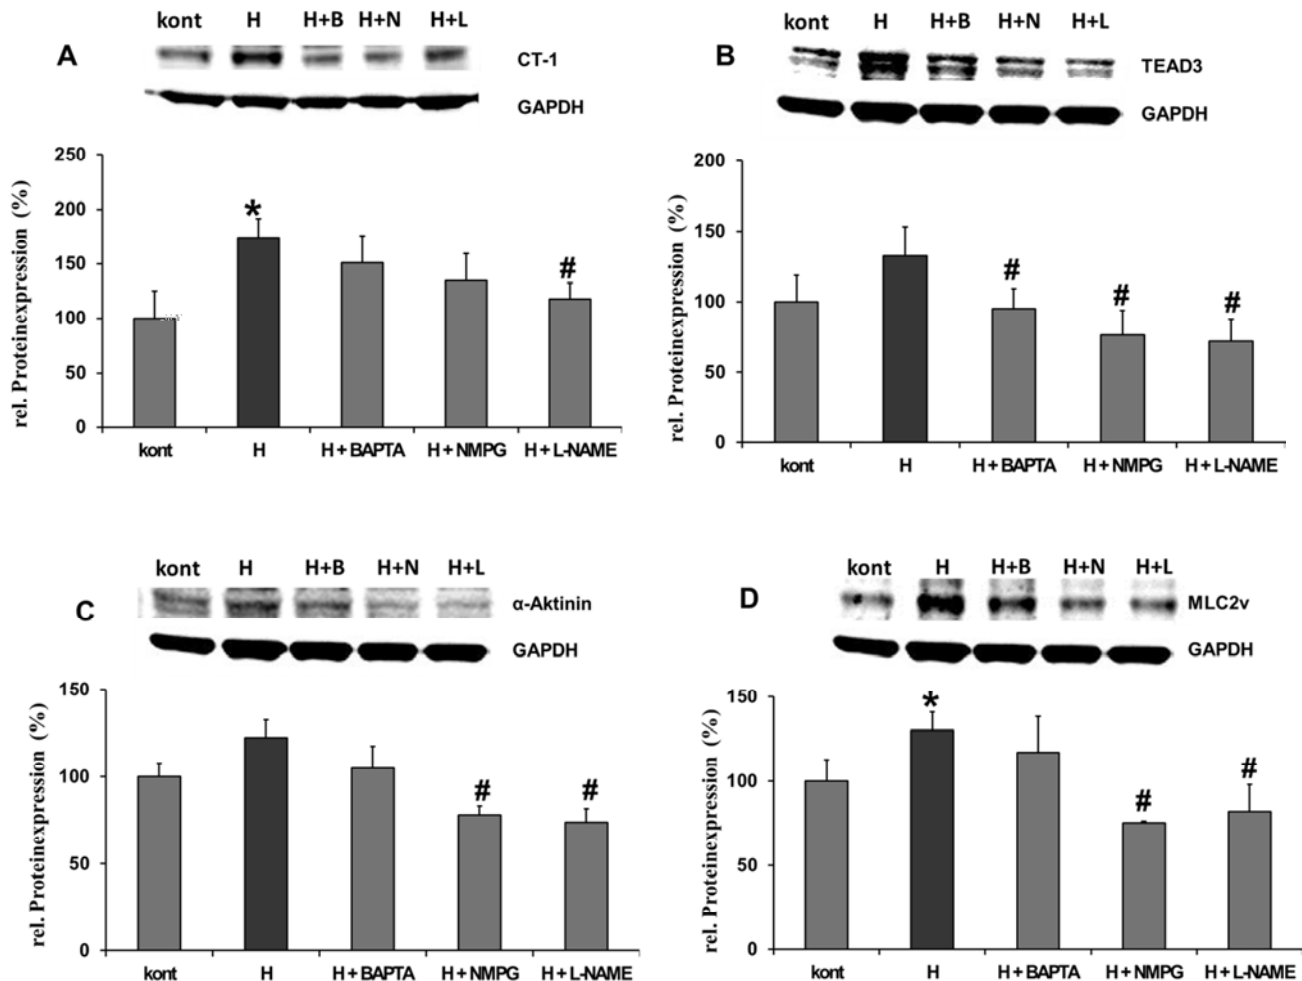 kont H H+B H+N H+L
A
CT-1
GAPDH
rel. Proteinexpression (%)
250
200
150
100
50
0
*
#
kont H H + BAPTA H + NMPG H + L-NAME
kont H H+B H+N H+L
B
TEAD3
GAPDH
rel. Proteinexpression (%)
200
150
100
50
0
# # #
kont H H + BAPTA H + NMPG H + L-NAME
kont H H+B H+N H+L
C
α-Aktinin
GAPDH
rel. Proteinexpression (%)
150
100
50
0
# #
kont H H + BAPTA H + NMPG H + L-NAME
kont H H+B H+N H+L
D
MLC2v
GAPDH
rel. Proteinexpression (%)
150
100
50
0
*
# #
kont H H + BAPTA H + NMPG H + L-NAME